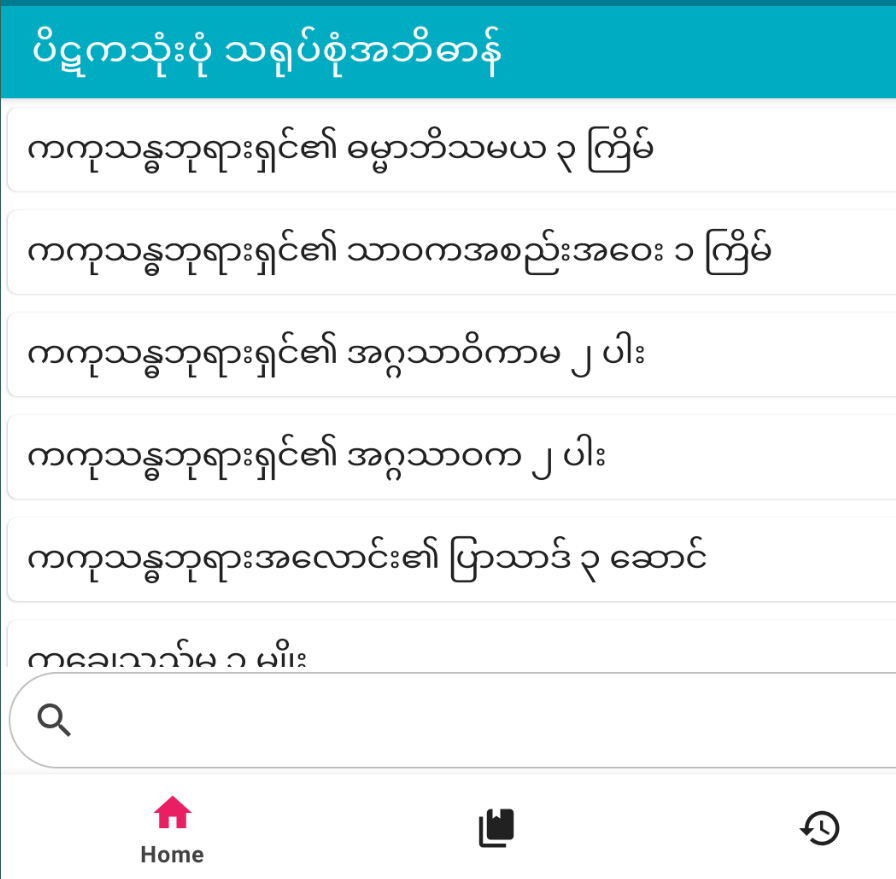 ပိဋကသုံးပုံ သရုပ်စုံအဘိဓာန်
ကကုသန္ဓဘုရားရှင်၏ ဓမ္မာဘိသမယ ၃ ကြိမ်
ကကုသန္ဓဘုရားရှင်၏ သာဝကအစည်းအဝေး ၁ ကြိမ်
ကကုသန္ဓဘုရားရှင်၏ အဂ္ဂသာဝိကာမ ၂ ပါး
ကကုသန္ဓဘုရားရှင်၏ အဂ္ဂသာဝက ၂ ပါး
ကကုသန္ဓဘုရားအလောင်း၏ ပြာသာဒ် ၃ ဆောင်
Home